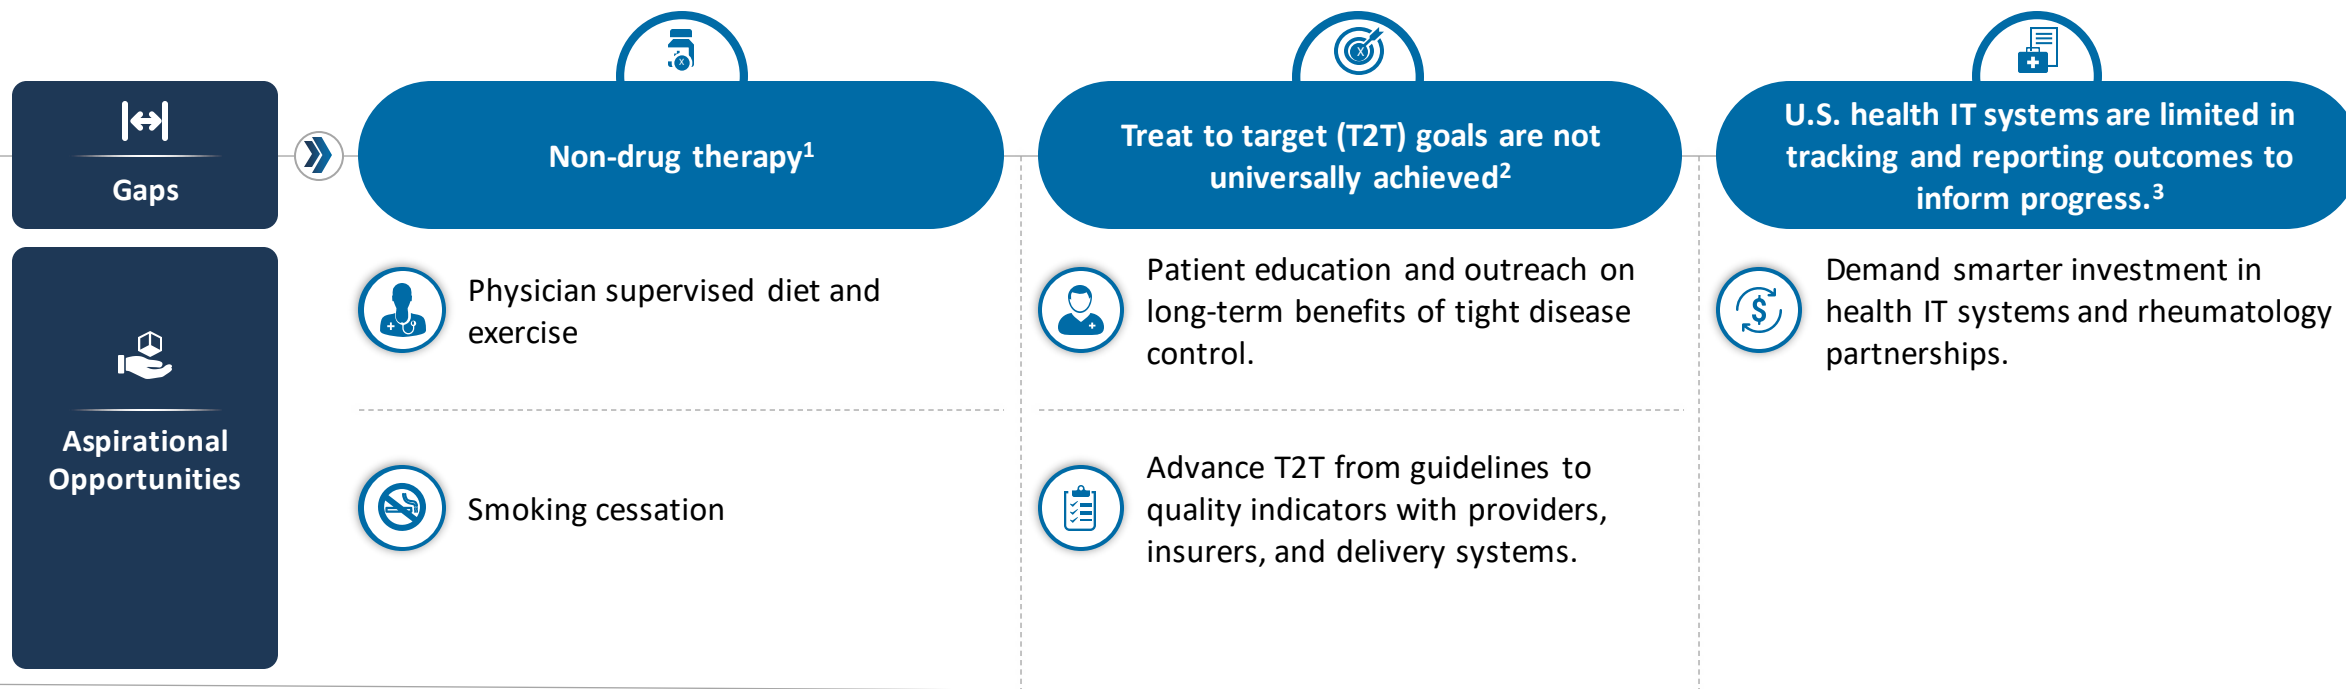 Gaps
Non-drug therapy¹
Treat to target (T2T) goals are not
universally achieved²
U.S. health IT systems are limited in
tracking and reporting outcomes to
inform progress.³
Aspirational
Opportunities
Physician supervised diet and
exercise
Smoking cessation
Patient education and outreach on
long-term benefits of tight disease
control.
Advance T2T from guidelines to
quality indicators with providers,
insurers, and delivery systems.
Demand smarter investment in
health IT systems and rheumatology
partnerships.